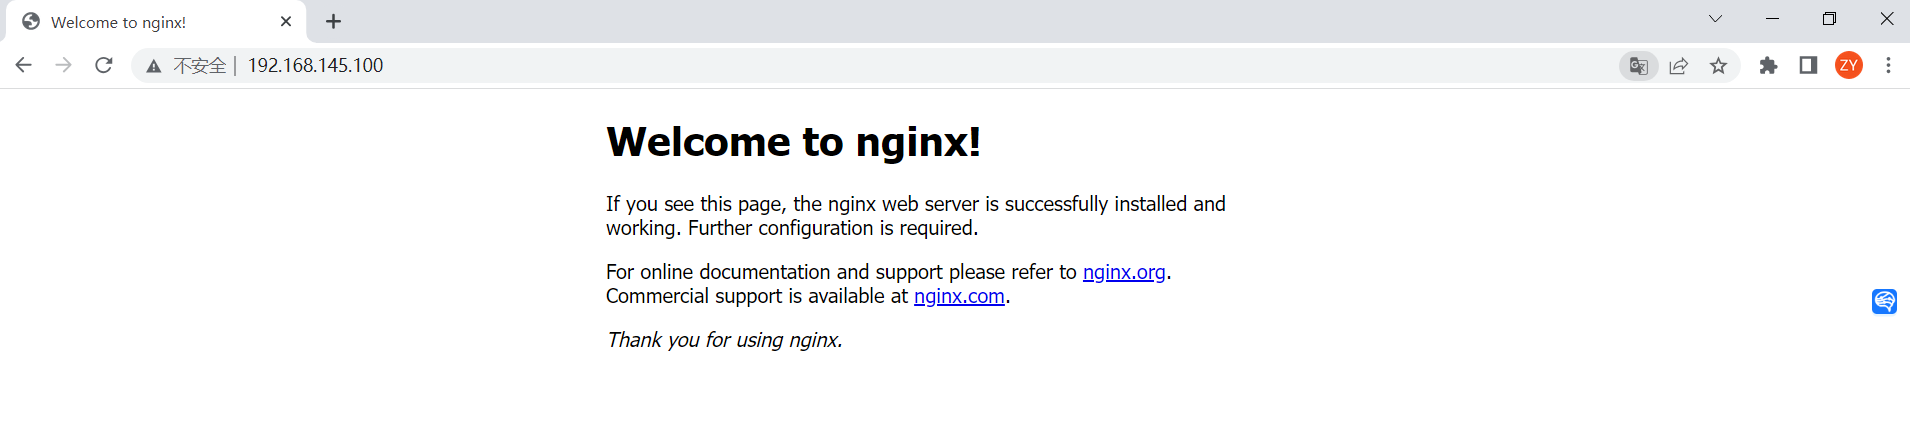 Welcome to nginx!
不安全 | 192.168.145.100
ZY
Welcome to nginx!
If you see this page, the nginx web server is successfully installed and
working. Further configuration is required.
For online documentation and support please refer to nginx.org.
Commercial support is available at nginx.com.
Thank you for using nginx.